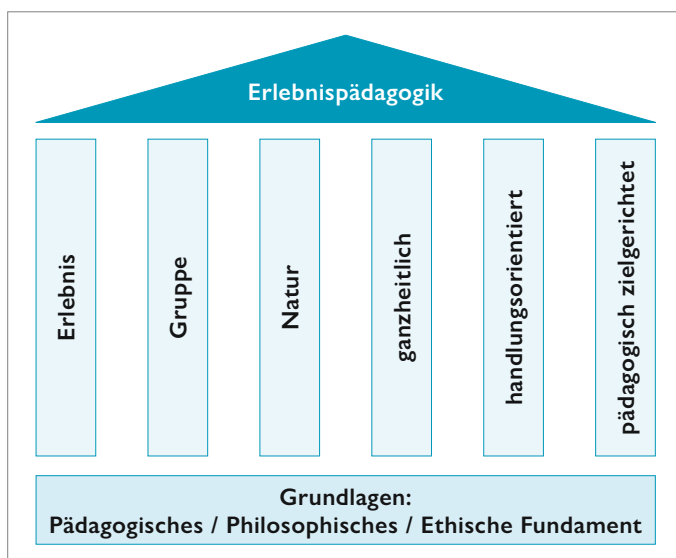 Erlebnispädagogik
Erlebnis
Gruppe
Natur
ganzheitlich
handlungsorientiert
pädagogisch zielgerichtet
Grundlagen:
Pädagogisches / Philosophisches / Ethische Fundament